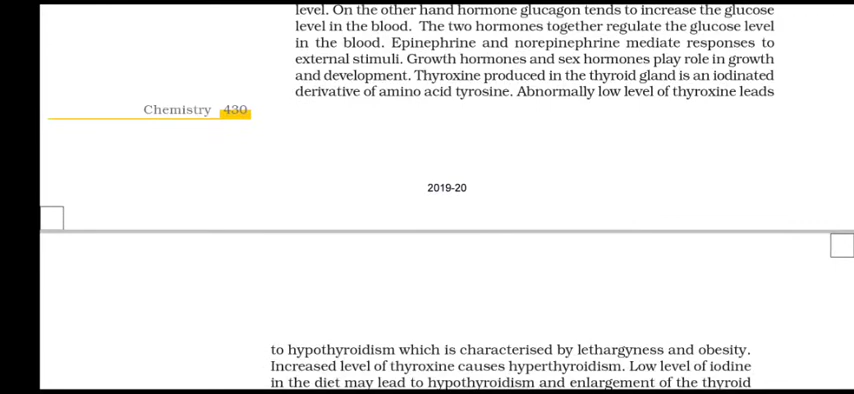 level. On the other hand hormone glucagon tends to increase the glucose
level in the blood. The two hormones together regulate the glucose level
in the blood. Epinephrine and norepinephrine mediate responses to
external stimuli. Growth hormones and sex hormones play role in growth
and development. Thyroxine produced in the thyroid gland is an iodinated
derivative of amino acid tyrosine. Abnormally low level of thyroxine leads
Chemistry 430
2019-20
to hypothyroidism which is characterised by lethargyness and obesity.
Increased level of thyroxine causes hyperthyroidism. Low level of iodine
in the diet may lead to hypothyroidism and enlargement of the thyroid